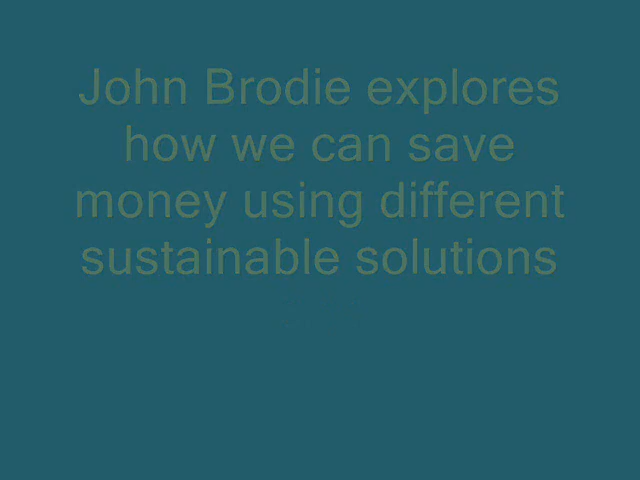 John Brodie explores
how we can save
money using different
sustainable solutions